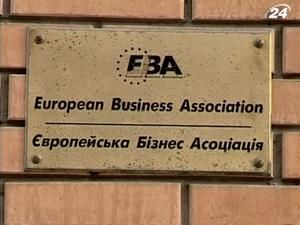 24
EBA
European Business Association
Європейська Бізнес Асоціація